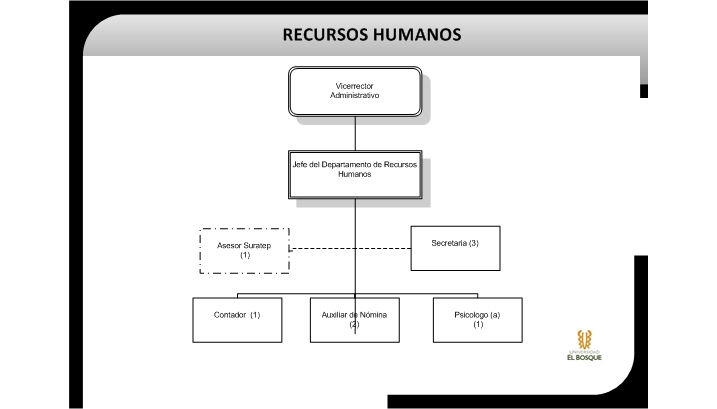 RECURSOS HUMANOS
Vicerrector
Administrativo
Jefe del Departamento de Recursos
Humanos
Asesor Suratep
(1)
Secretaria (3)
Contador (1)
Auxiliar de Nómina
(2)
Psicologo (a)
(1)
UNIVERSIDAD
EL BOSQUE